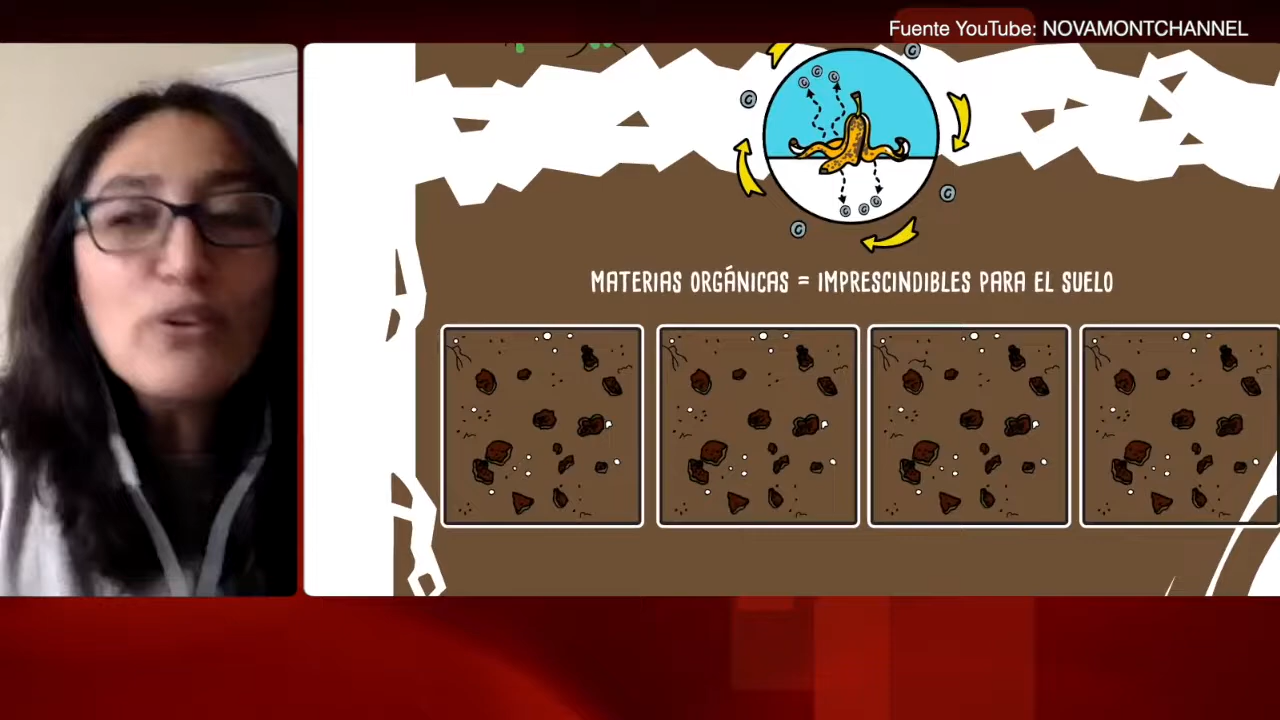 Fuente YouTube: NOVAMONTCHANNEL
MATERIAS ORGÁNICAS = IMPRESCINDIBLES PARA EL SUELO